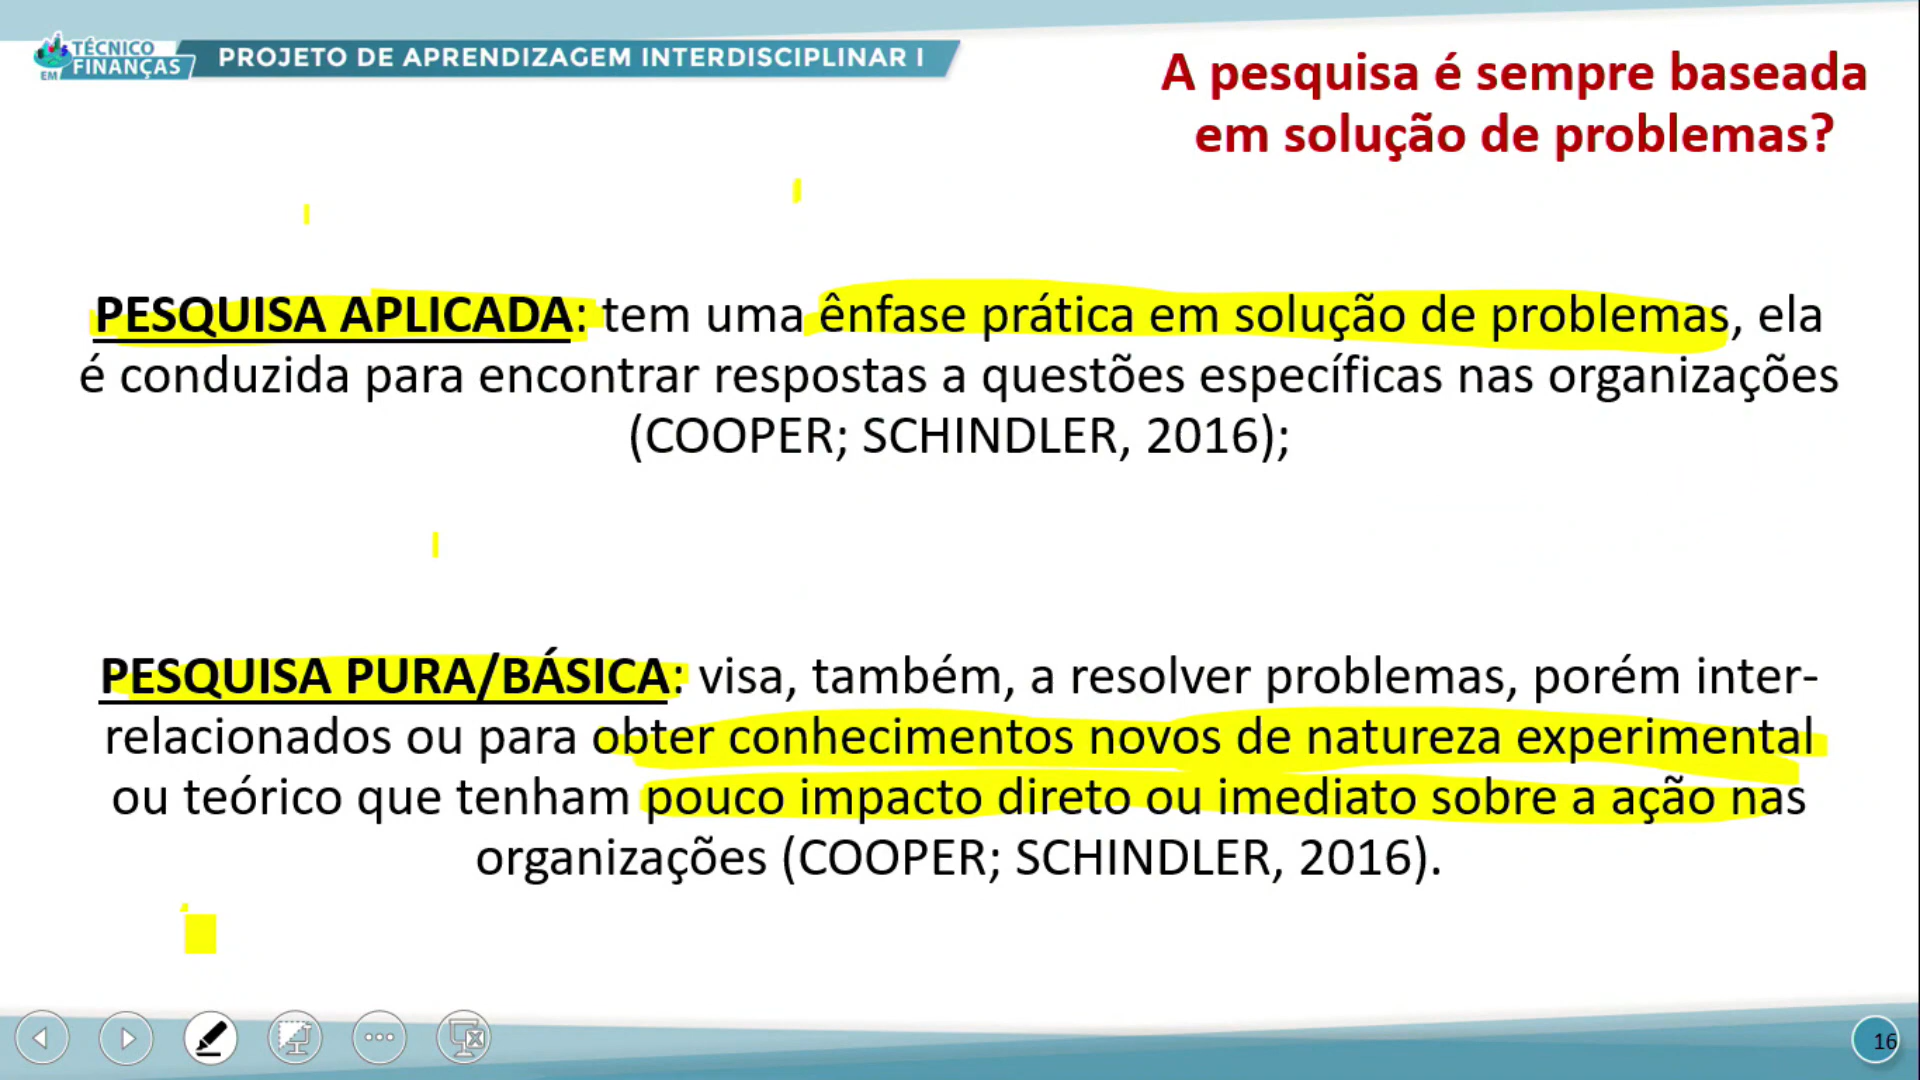 TÉCNICO
EM FINANÇAS
PROJETO DE APRENDIZAGEM INTERDISCIPLINAR I
A pesquisa é sempre baseada
em solução de problemas?
PESQUISA APLICADA: tem uma ênfase prática em solução de problemas, ela
é conduzida para encontrar respostas a questões específicas nas organizações
(COOPER; SCHINDLER, 2016);
PESQUISA PURA/BÁSICA: visa, também, a resolver problemas, porém inter-
relacionados ou para obter conhecimentos novos de natureza experimental
ou teórico que tenham pouco impacto direto ou imediato sobre a ação nas
organizações (COOPER; SCHINDLER, 2016).
16